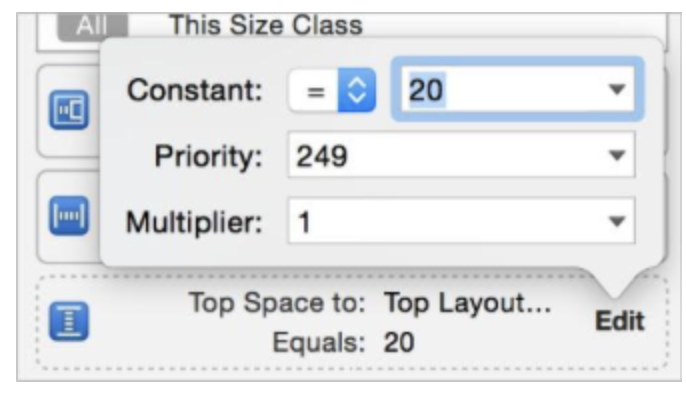 All This Size Class
Constant: = 20
Priority: 249
Multiplier: 1
Top Space to: Top Layout...
Equals: 20
Edit